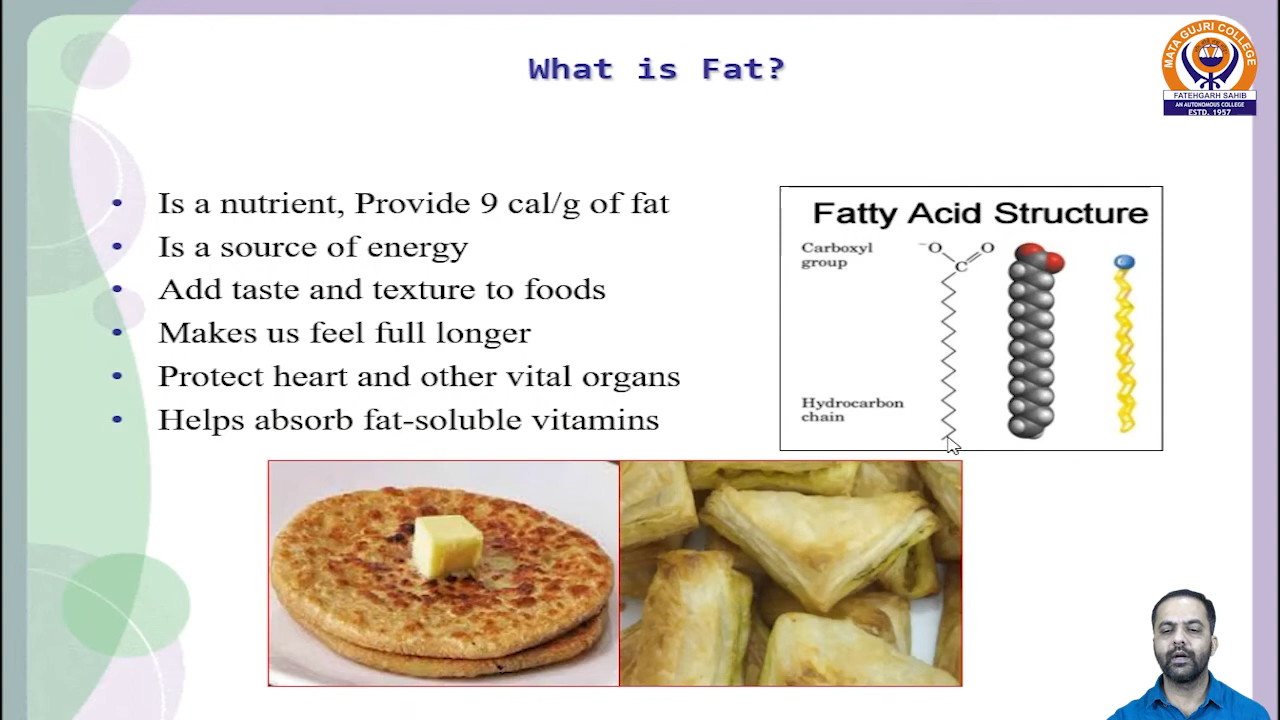 What is Fat?
MATA GUJRI COLLEGE
FATEHGARH SAHIB
AN AUTONOMOUS COLLEGE
ESTD. 1957
• Is a nutrient, Provide 9 cal/g of fat
• Is a source of energy
• Add taste and texture to foods
• Makes us feel full longer
• Protect heart and other vital organs
• Helps absorb fat-soluble vitamins
Fatty Acid Structure
Carboxyl
group
⁻O
O
C
Hydrocarbon
chain